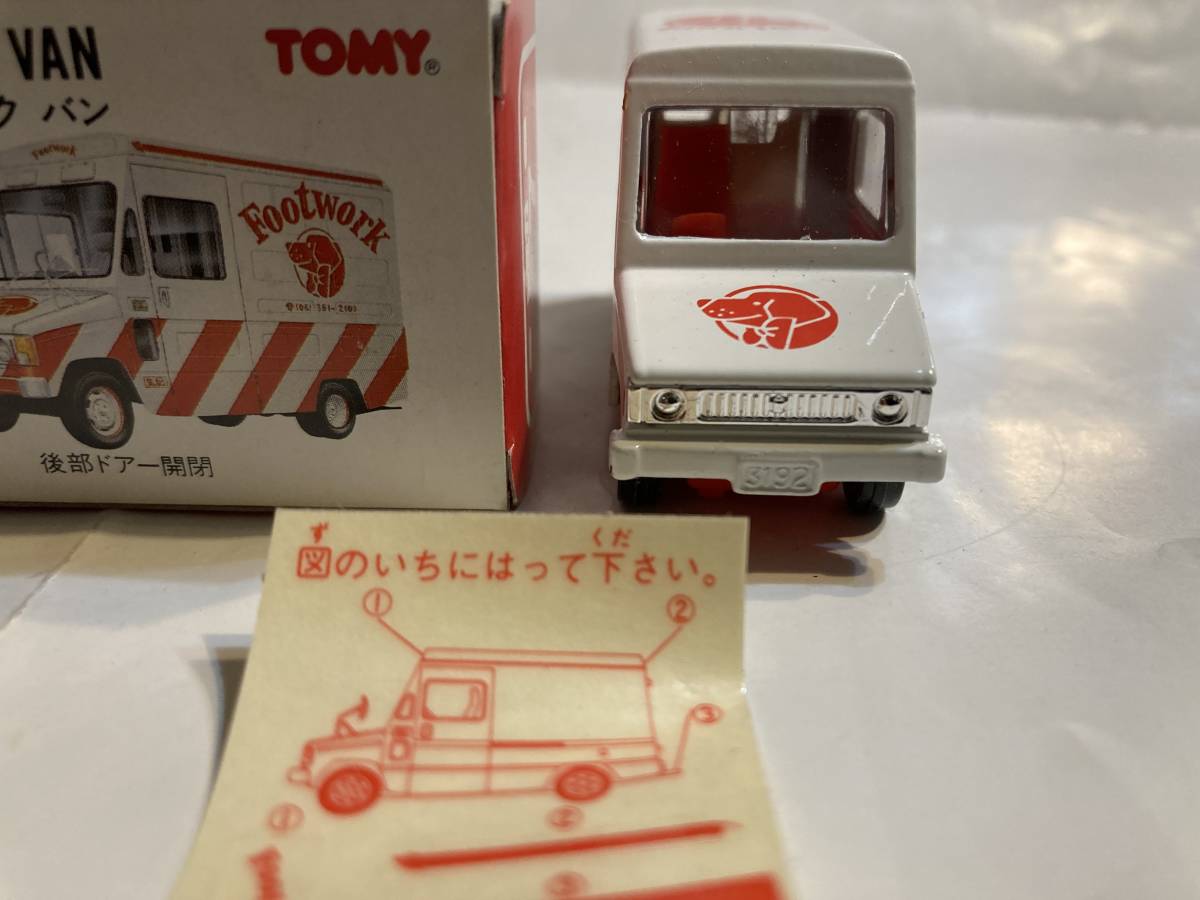 VAN
TOMY®
ク バン
Footwork
Footwork
後部ドアー開閉
3192
ず くだ
図のいちにはって下さい。
① ②
③
① ②
③